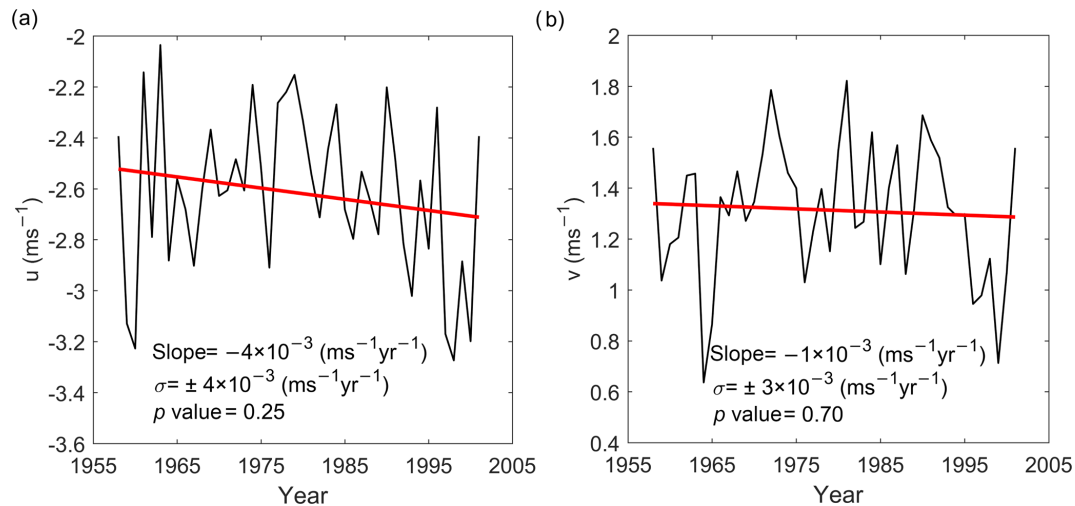 (a)
-2
-2.2
-2.4
-2.6
-2.8
-3
-3.2
-3.4
-3.6
u (ms⁻¹)
Slope= −4×10⁻³ (ms⁻¹yr⁻¹)
σ= ± 4×10⁻³ (ms⁻¹yr⁻¹)
p value = 0.25
1955 1965 1975 1985 1995 2005
Year
(b)
2
1.8
1.6
1.4
1.2
1
0.8
0.6
0.4
v (ms⁻¹)
Slope= −1×10⁻³ (ms⁻¹yr⁻¹)
σ= ± 3×10⁻³ (ms⁻¹yr⁻¹)
p value = 0.70
1955 1965 1975 1985 1995 2005
Year